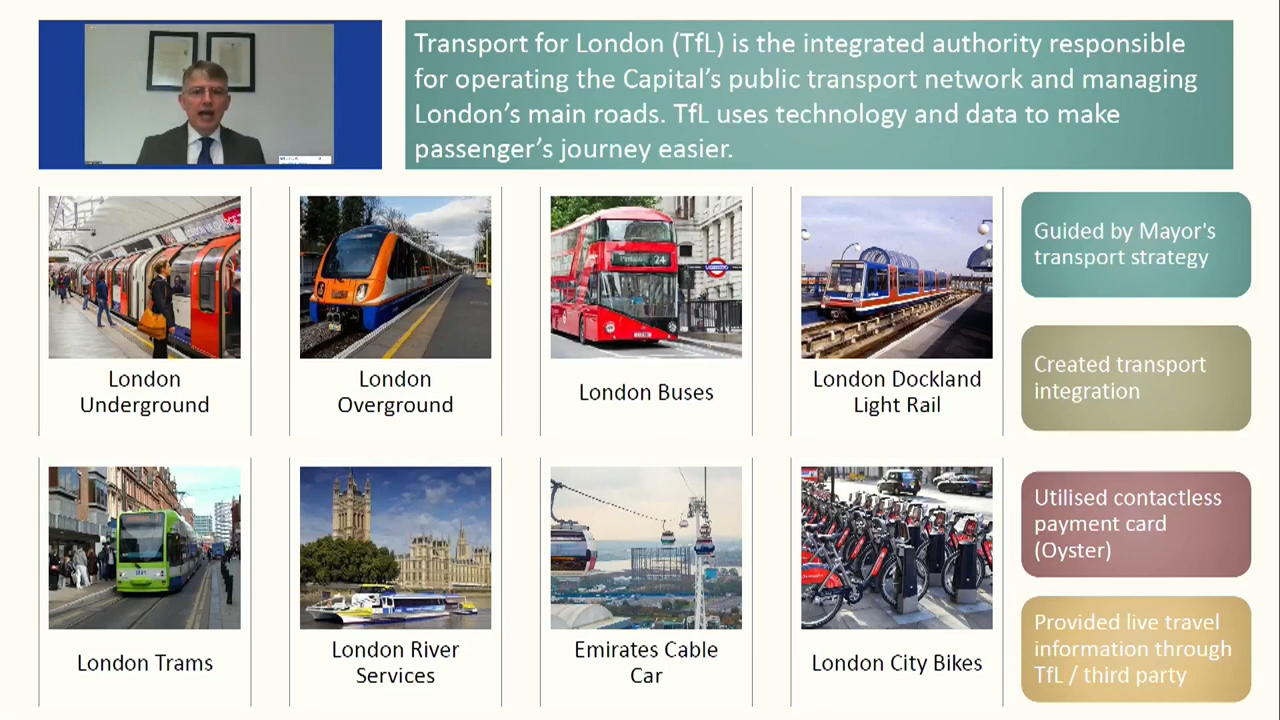 Transport for London (TfL) is the integrated authority responsible
for operating the Capital's public transport network and managing
London's main roads. TfL uses technology and data to make
passenger's journey easier.
London
Underground
London
Overground
24
London Buses
London Dockland
Light Rail
Guided by Mayor's
transport strategy
Created transport
integration
London Trams
London River
Services
Emirates Cable
Car
London City Bikes
Utilised contactless
payment card
(Oyster)
Provided live travel
information through
TfL / third party